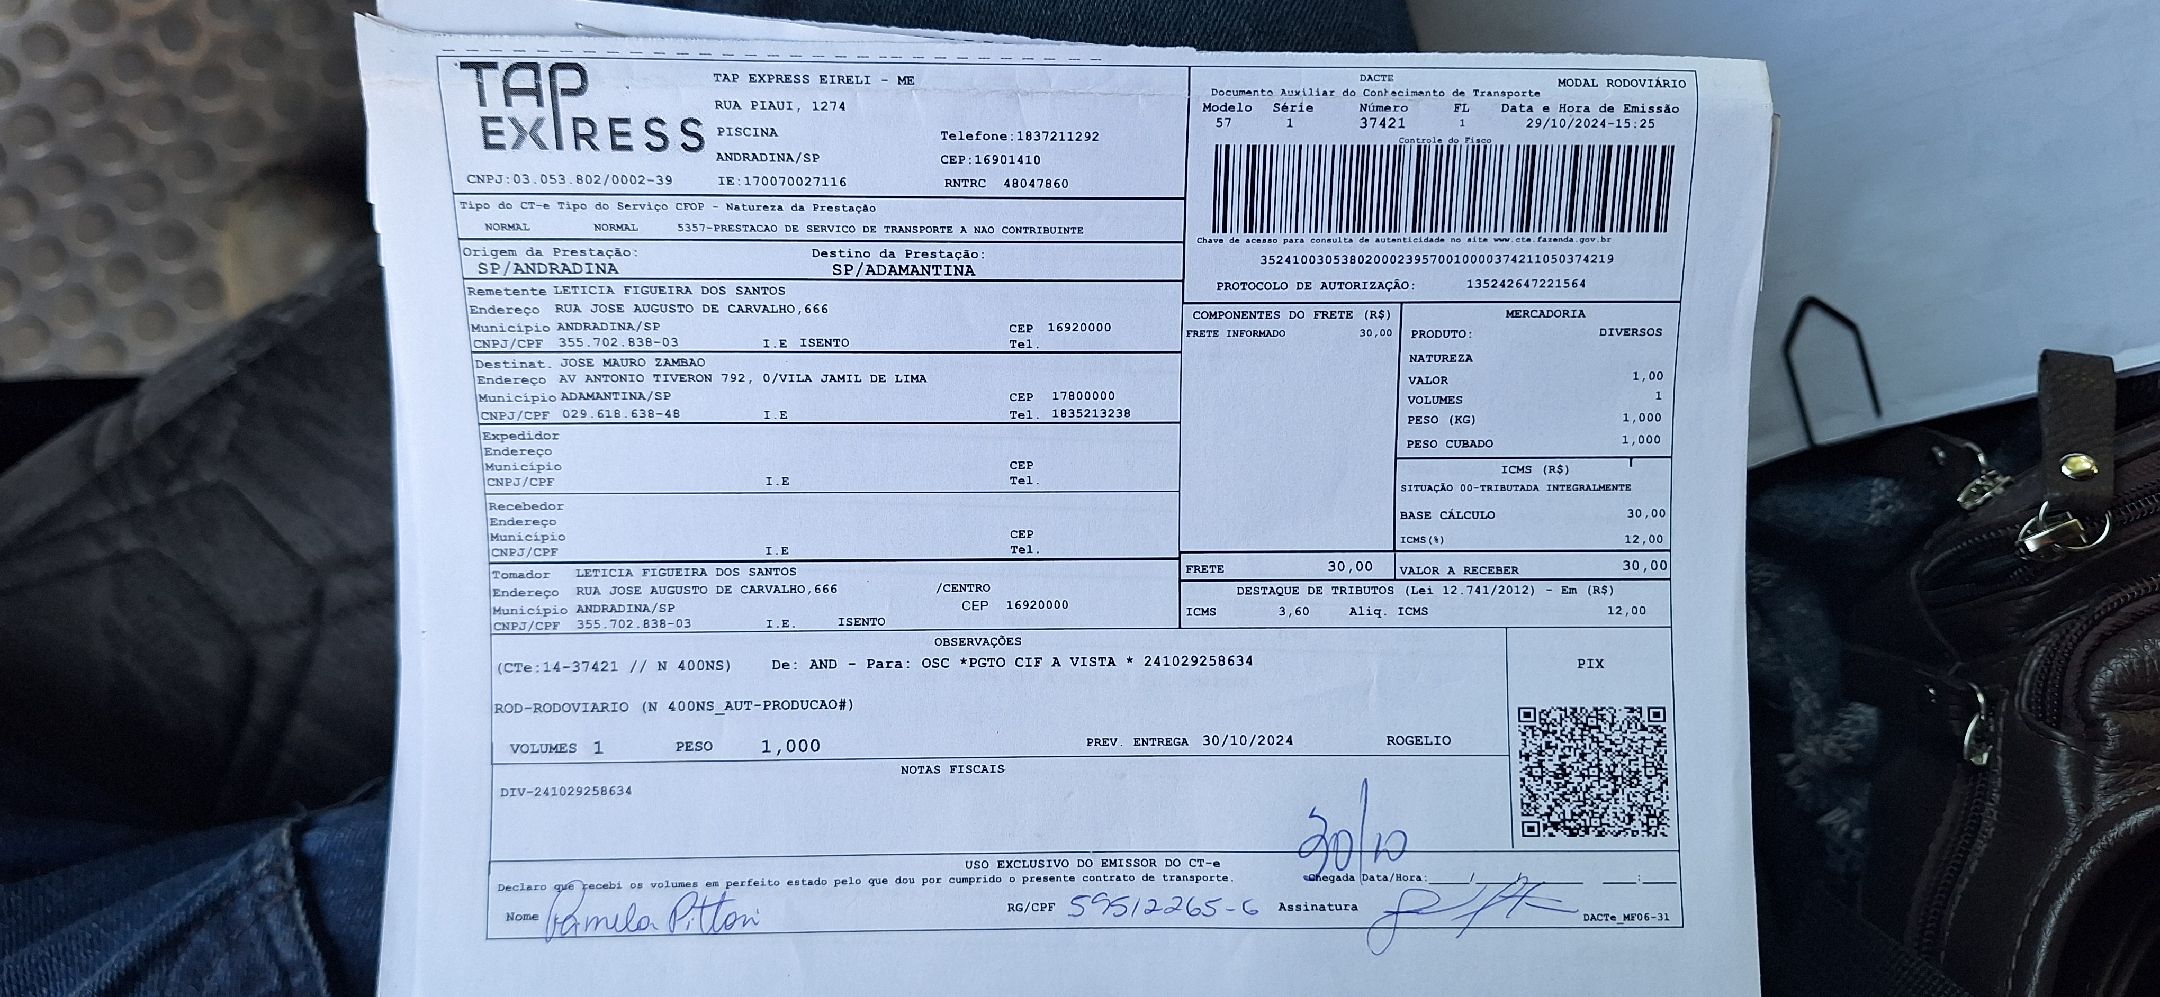 TAP EXPRESS
TAP EXPRESS EIRELI - ME
RUA PIAUI, 1274
PISCINA
Telefone:1837211292
ANDRADINA/SP
CEP:16901410
CNPJ:03.053.802/0002-39
IE:170070027116
RNTRC 48047860
DACTE
MODAL RODOVIÁRIO
Documento Auxiliar do Conhecimento de Transporte
Modelo Série Número FL Data e Hora de Emissão
57 1 37421 1 29/10/2024-15:25
Controle do Fisco
Chave de acesso para consulta de autenticidade no site www.cte.fazenda.gov.br
35241003053802000239570010000374211050374219
PROTOCOLO DE AUTORIZAÇÃO: 135242647221564
Tipo do CT-e Tipo do Serviço CFOP - Natureza da Prestação
NORMAL NORMAL 5357-PRESTACAO DE SERVICO DE TRANSPORTE A NAO CONTRIBUINTE
Origem da Prestação: Destino da Prestação:
SP/ANDRADINA SP/ADAMANTINA
Remetente LETICIA FIGUEIRA DOS SANTOS
Endereço RUA JOSE AUGUSTO DE CARVALHO,666
Município ANDRADINA/SP CEP 16920000
CNPJ/CPF 355.702.838-03 I.E ISENTO Tel.
Destinat. JOSE MAURO ZAMBAO
Endereço AV ANTONIO TIVERON 792, 0/VILA JAMIL DE LIMA
Município ADAMANTINA/SP CEP 17800000
CNPJ/CPF 029.618.638-48 I.E Tel. 1835213238
Expedidor
Endereço
Município CEP
CNPJ/CPF I.E Tel.
Recebedor
Endereço
Município CEP
CNPJ/CPF I.E Tel.
Tomador LETICIA FIGUEIRA DOS SANTOS
Endereço RUA JOSE AUGUSTO DE CARVALHO,666 /CENTRO
Município ANDRADINA/SP CEP 16920000
CNPJ/CPF 355.702.838-03 I.E. ISENTO
COMPONENTES DO FRETE (R$)
FRETE INFORMADO 30,00
MERCADORIA
PRODUTO: DIVERSOS
NATUREZA
VALOR 1,00
VOLUMES 1
PESO (KG) 1,000
PESO CUBADO 1,000
ICMS (R$)
SITUAÇÃO 00-TRIBUTADA INTEGRALMENTE
BASE CÁLCULO 30,00
ICMS(%) 12,00
FRETE 30,00 VALOR A RECEBER 30,00
DESTAQUE DE TRIBUTOS (Lei 12.741/2012) - Em (R$)
ICMS 3,60 Aliq. ICMS 12,00
OBSERVAÇÕES
(CTe:14-37421 // N 400NS) De: AND - Para: OSC *PGTO CIF A VISTA * 241029258634
PIX
ROD-RODOVIARIO (N 400NS_AUT-PRODUCAO#)
VOLUMES 1 PESO 1,000 PREV. ENTREGA 30/10/2024 ROGELIO
NOTAS FISCAIS
DIV-241029258634
30/10
USO EXCLUSIVO DO EMISSOR DO CT-e
Declaro que recebi os volumes em perfeito estado pelo que dou por cumprido o presente contrato de transporte. Chegada Data/Hora:____/____/____ ___:___
Nome Pamela Pitton RG/CPF 59512265-6 Assinatura
DACTe_MF06-31